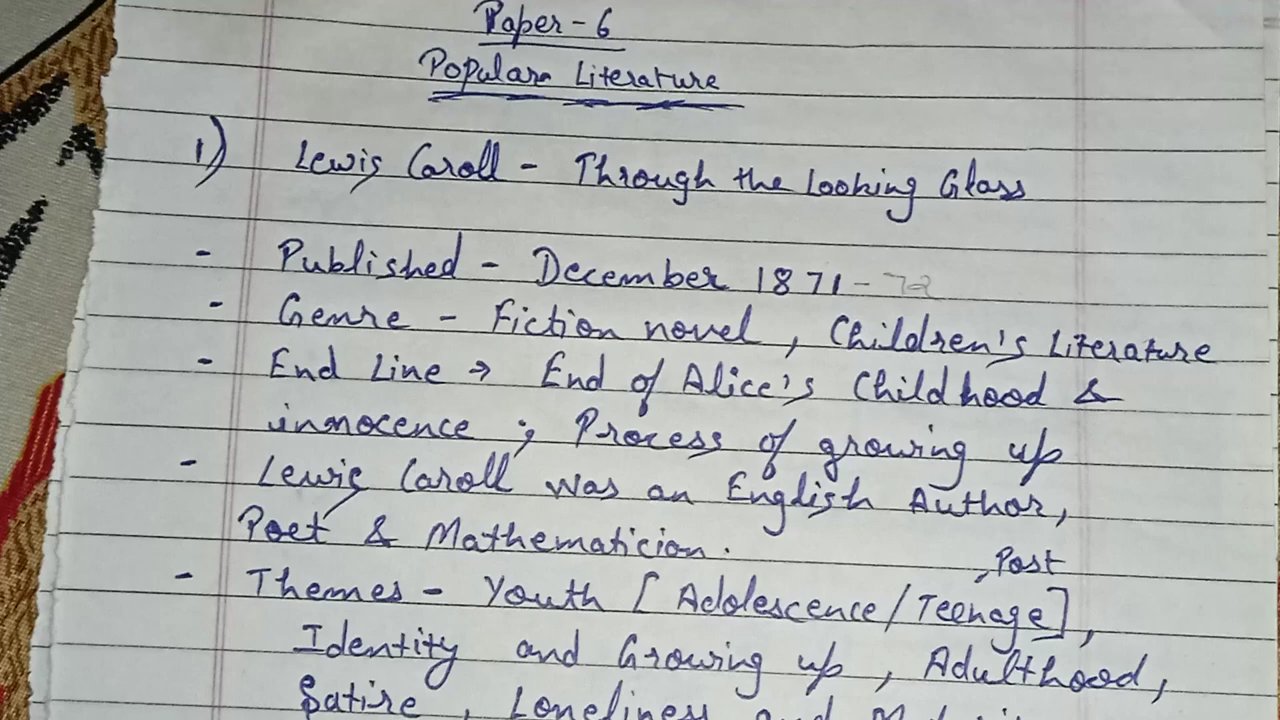 Paper - 6
Popular Literature
1) Lewis Caroll - Through the Looking Glass
- Published - December 1871 - 72
- Genre - Fiction novel, Children's Literature
- End Line → End of Alice's Childhood &
innocence ; Process of growing up
- Lewis Caroll was an English Author,
Poet & Mathematician.
, Post
- Themes - Youth [Adolescence/Teenage],
Identity and Growing up, Adulthood,
Satire, Loneliness and